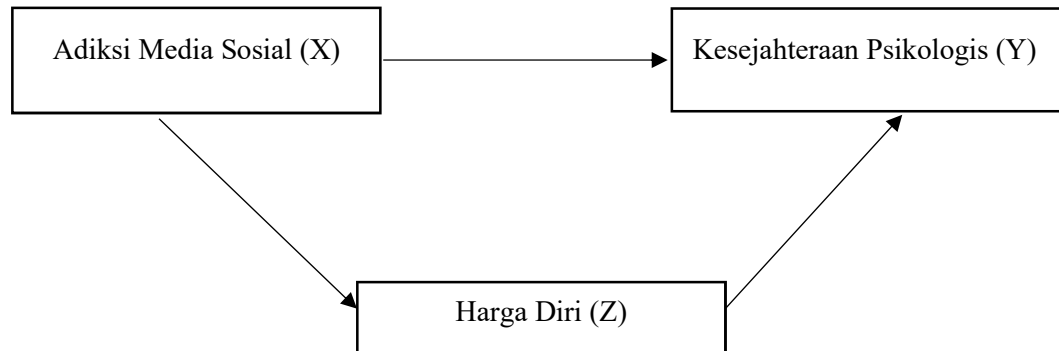 Adiksi Media Sosial (X)
Kesejahteraan Psikologis (Y)
Harga Diri (Z)